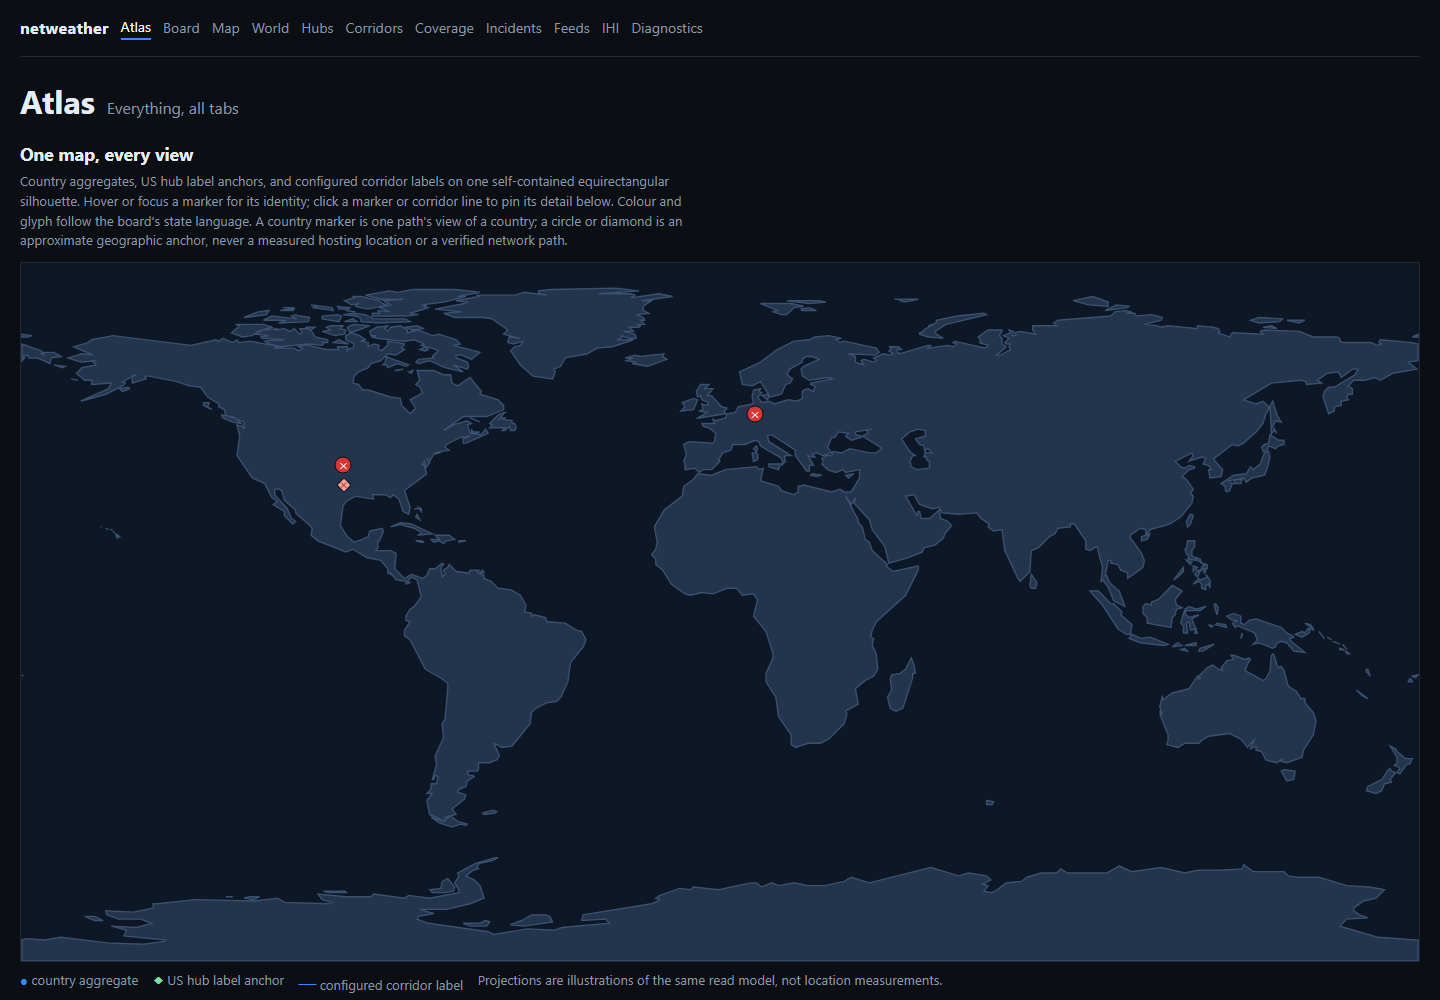 netweather Atlas Board Map World Hubs Corridors Coverage Incidents Feeds IHI Diagnostics
Atlas Everything, all tabs
One map, every view
Country aggregates, US hub label anchors, and configured corridor labels on one self-contained equirectangular
silhouette. Hover or focus a marker for its identity; click a marker or corridor line to pin its detail below. Colour and
glyph follow the board's state language. A country marker is one path's view of a country; a circle or diamond is an
approximate geographic anchor, never a measured hosting location or a verified network path.
country aggregate US hub label anchor configured corridor label Projections are illustrations of the same read model, not location measurements.